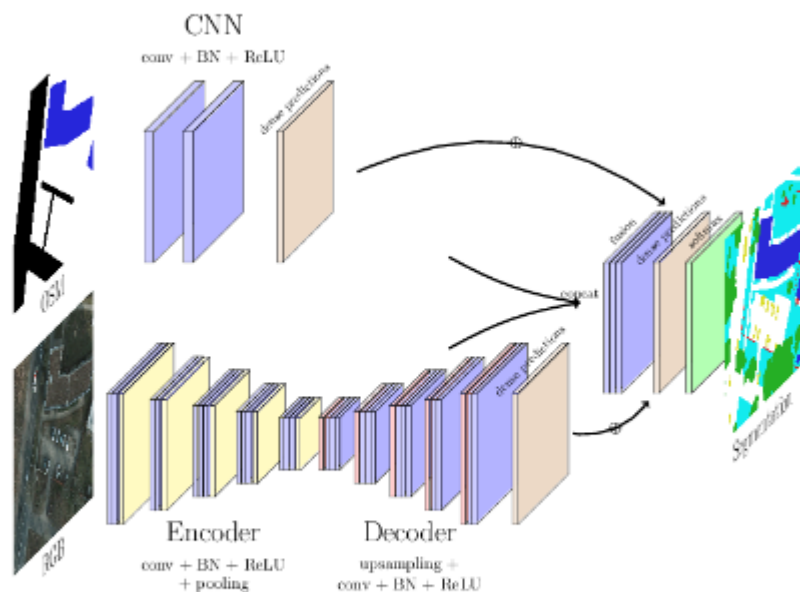 CNN
conv + BN + ReLU
dense predictions
OSM
fusion
dense predictions
softmax
concat
dense predictions
Segmentation
RGB
Encoder
conv + BN + ReLU
+ pooling
Decoder
upsampling +
conv + BN + ReLU